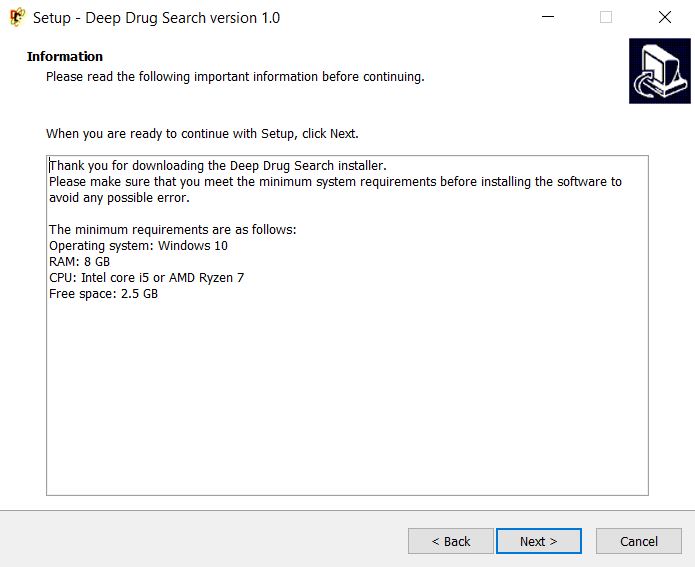 Setup - Deep Drug Search version 1.0
Information
Please read the following important information before continuing.
When you are ready to continue with Setup, click Next.
Thank you for downloading the Deep Drug Search installer.
Please make sure that you meet the minimum system requirements before installing the software to
avoid any possible error.
The minimum requirements are as follows:
Operating system: Windows 10
RAM: 8 GB
CPU: Intel core i5 or AMD Ryzen 7
Free space: 2.5 GB
< Back
Next >
Cancel